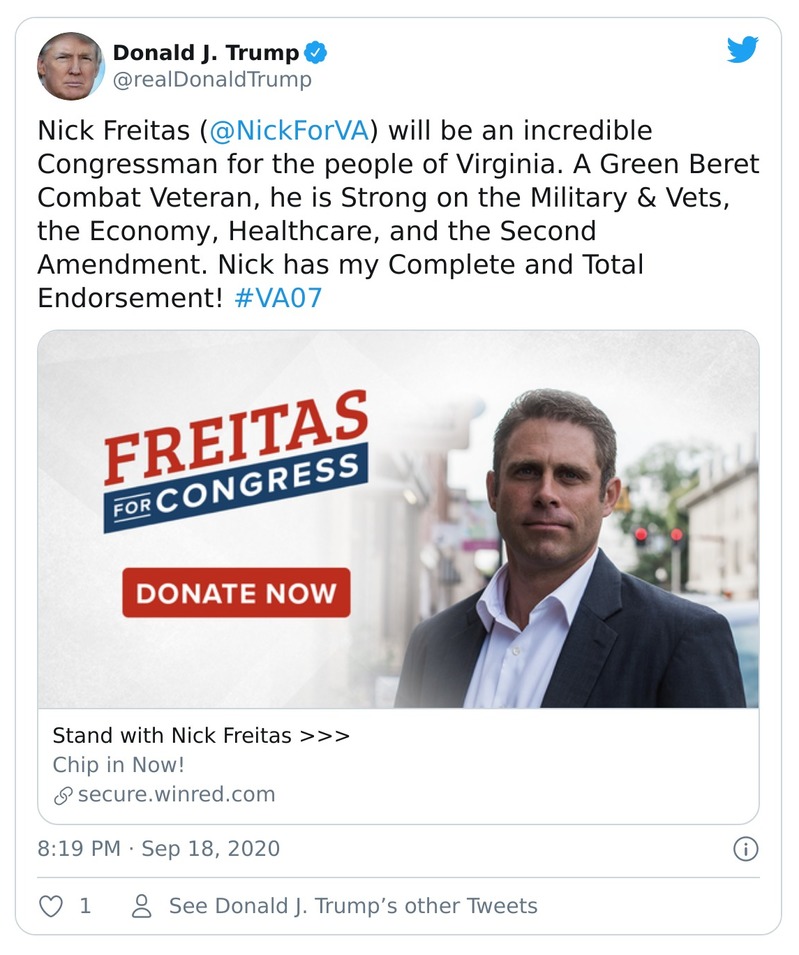 Donald J. Trump
@realDonaldTrump
Nick Freitas (@NickForVA) will be an incredible
Congressman for the people of Virginia. A Green Beret
Combat Veteran, he is Strong on the Military & Vets,
the Economy, Healthcare, and the Second
Amendment. Nick has my Complete and Total
Endorsement! #VA07
FREITAS
FOR CONGRESS
DONATE NOW
Stand with Nick Freitas >>>
Chip in Now!
secure.winred.com
8:19 PM · Sep 18, 2020
1 See Donald J. Trump’s other Tweets